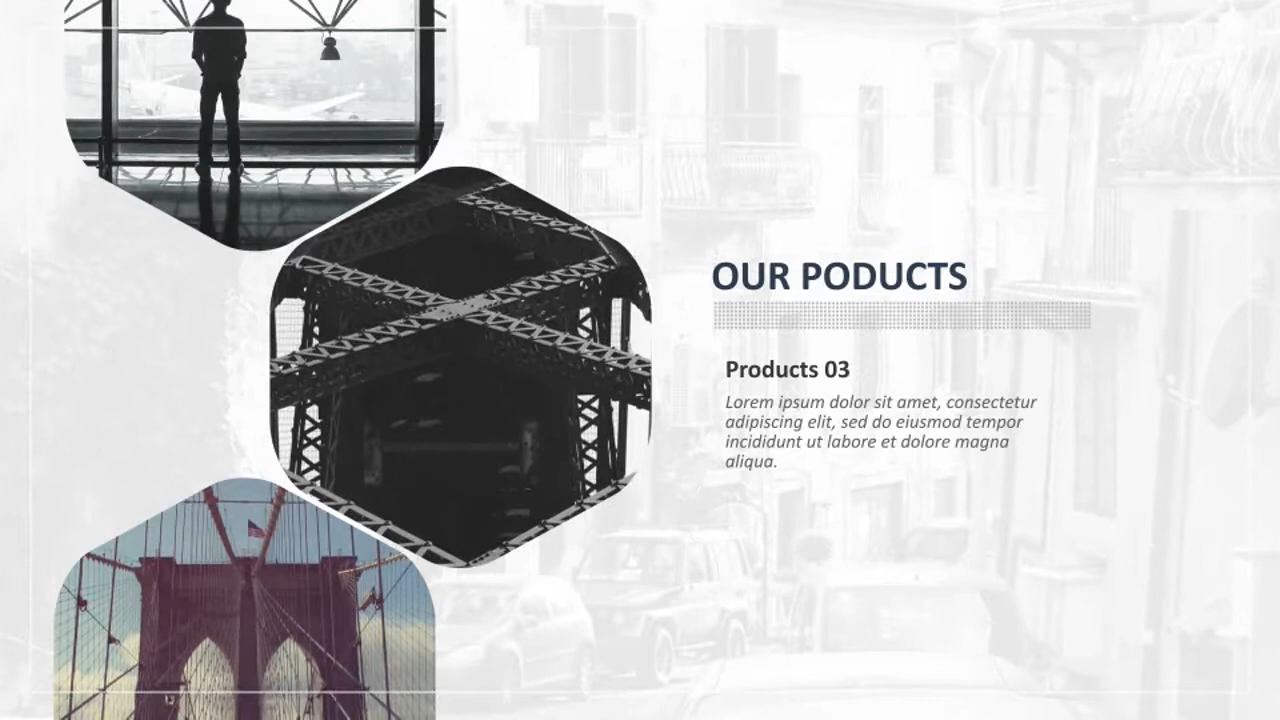 OUR PODUCTS
Products 03
Lorem ipsum dolor sit amet, consectetur
adipiscing elit, sed do eiusmod tempor
incididunt ut labore et dolore magna
aliqua.